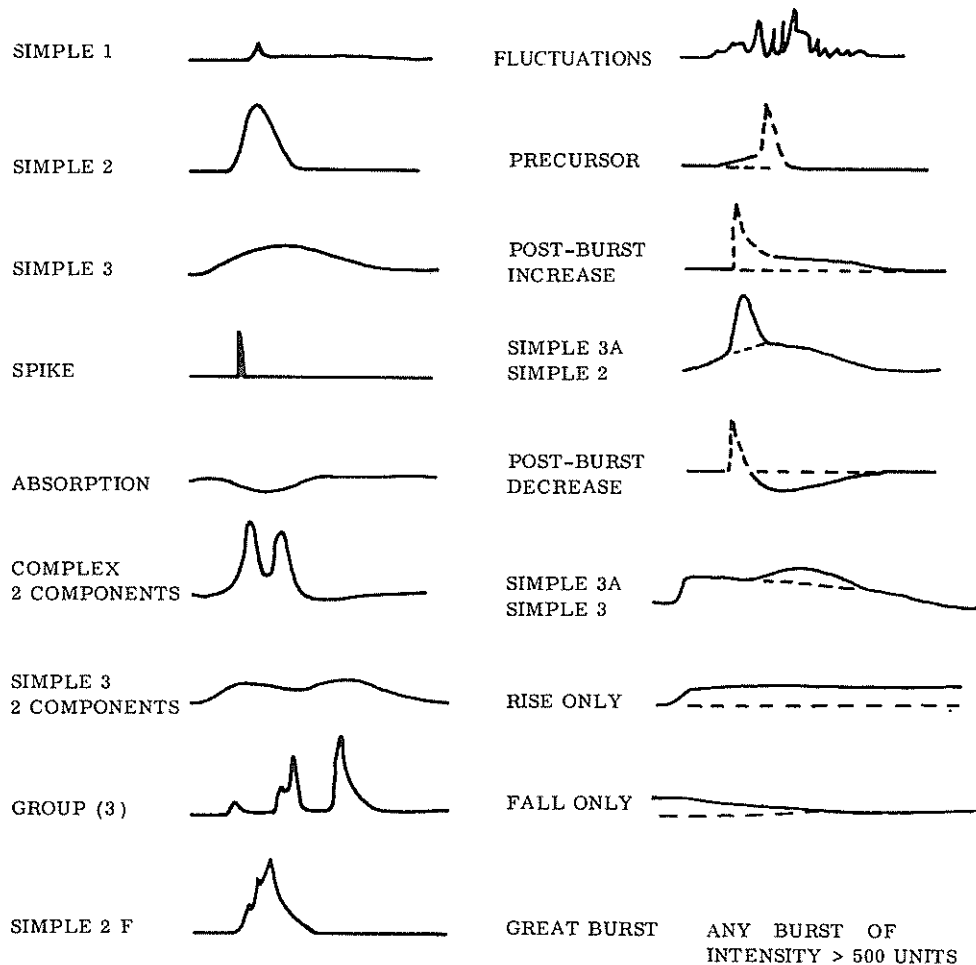 SIMPLE 1
SIMPLE 2
SIMPLE 3
SPIKE
ABSORPTION
COMPLEX
2 COMPONENTS
SIMPLE 3
2 COMPONENTS
GROUP (3)
SIMPLE 2 F
FLUCTUATIONS
PRECURSOR
POST-BURST
INCREASE
SIMPLE 3A
SIMPLE 2
POST-BURST
DECREASE
SIMPLE 3A
SIMPLE 3
RISE ONLY
FALL ONLY
GREAT BURST
ANY BURST OF
INTENSITY > 500 UNITS